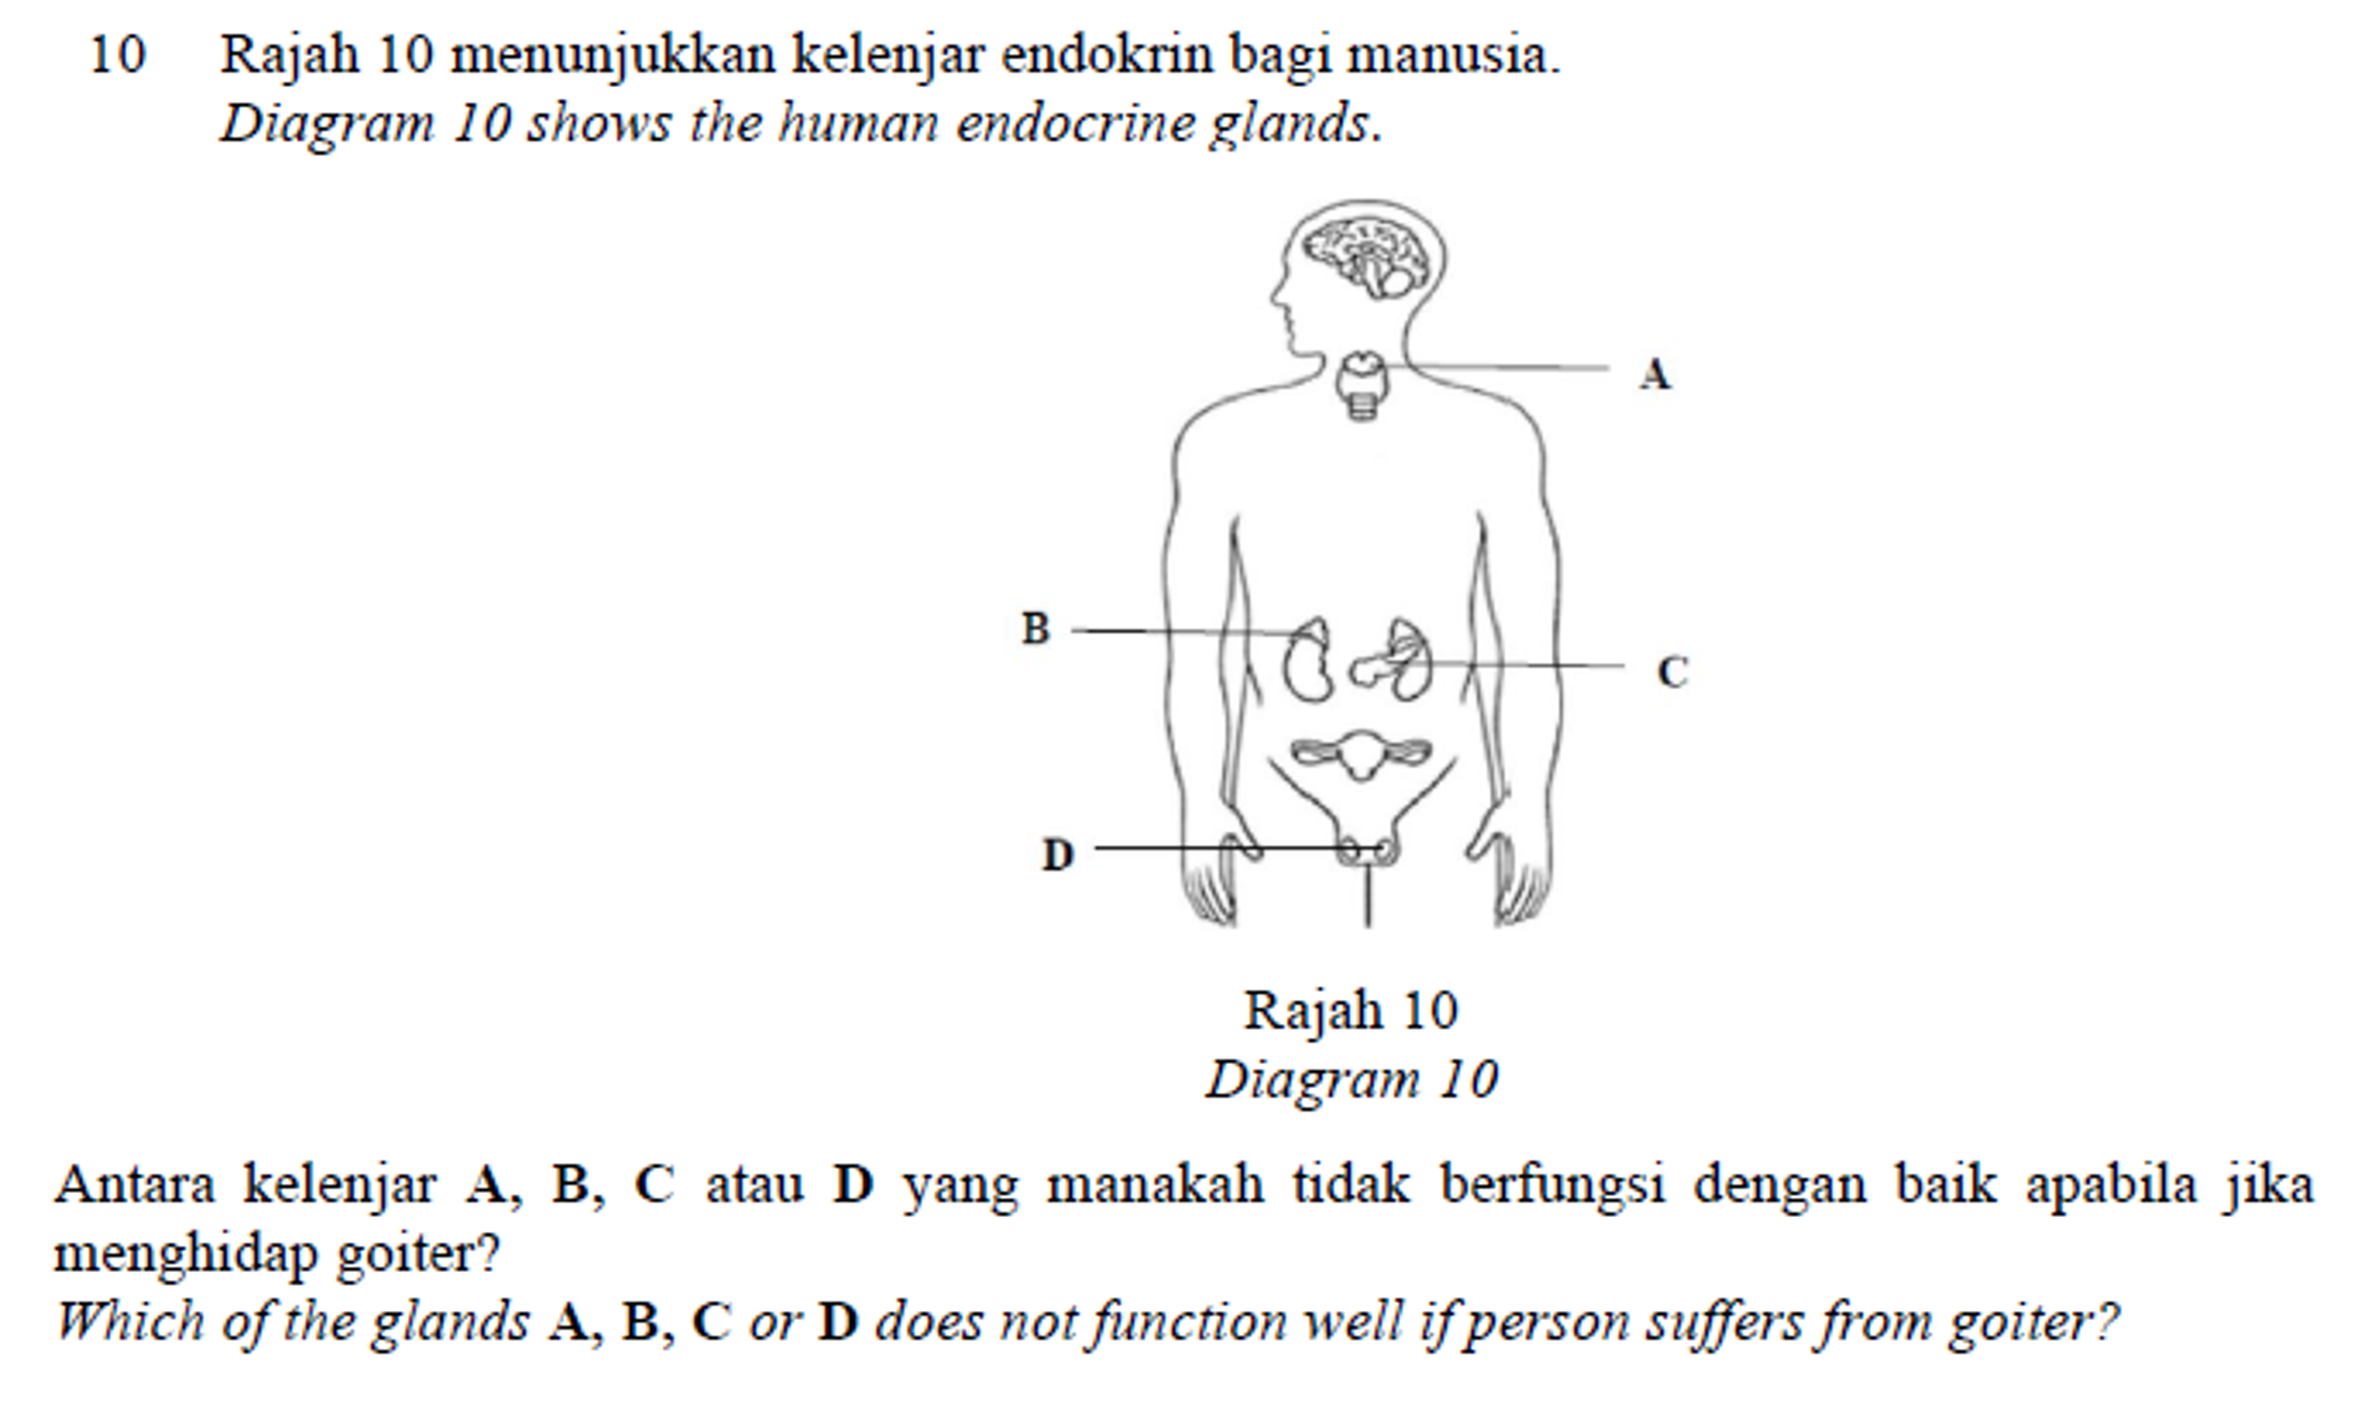 10 Rajah 10 menunjukkan kelenjar endokrin bagi manusia.
Diagram 10 shows the human endocrine glands.
A
B
C
D
Rajah 10
Diagram 10
Antara kelenjar A, B, C atau D yang manakah tidak berfungsi dengan baik apabila jika
menghidap goiter?
Which of the glands A, B, C or D does not function well if person suffers from goiter?